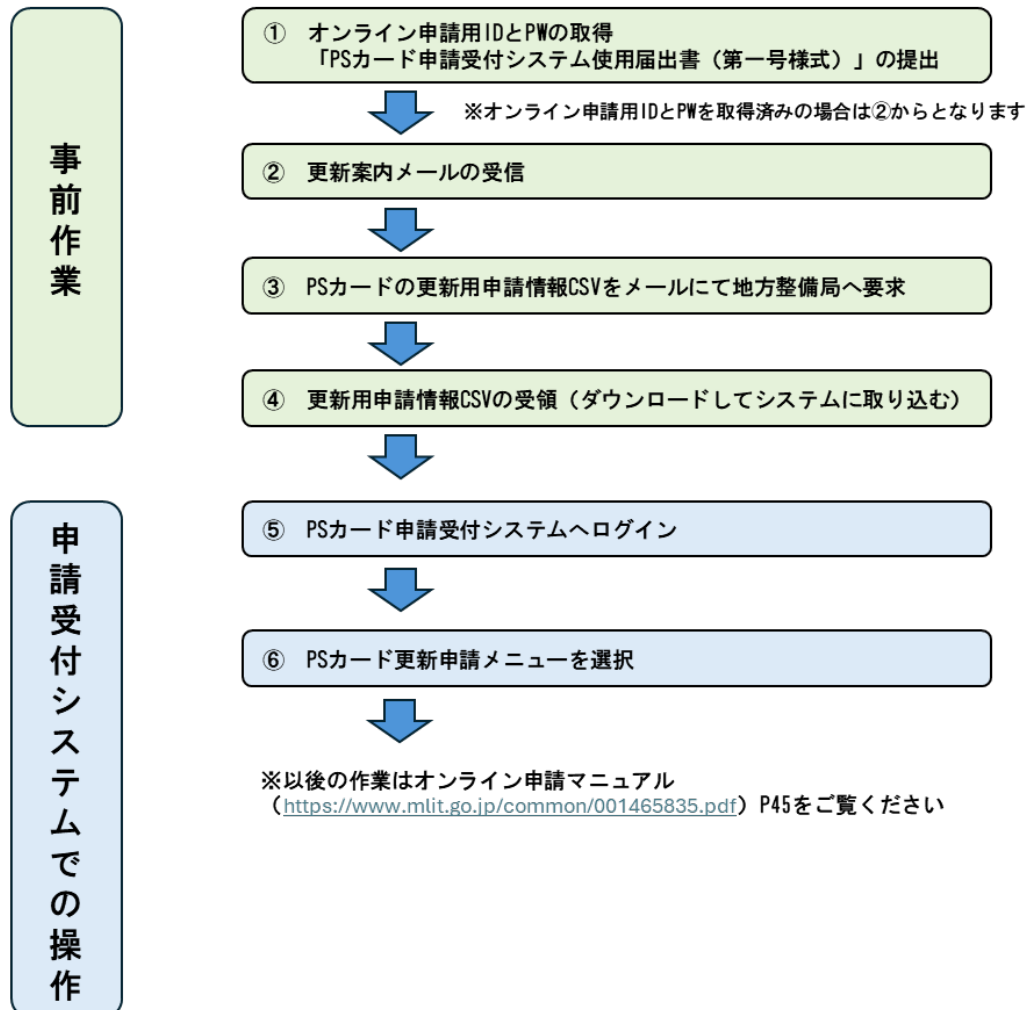 事前作業
① オンライン申請用IDとPWの取得
「PSカード申請受付システム使用届出書（第一号様式）」の提出
※オンライン申請用IDとPWを取得済みの場合は②からとなります
② 更新案内メールの受信
③ PSカードの更新用申請情報CSVをメールにて地方整備局へ要求
④ 更新用申請情報CSVの受領（ダウンロードしてシステムに取り込む）
申請受付システムでの操作
⑤ PSカード申請受付システムへログイン
⑥ PSカード更新申請メニューを選択
※以後の作業はオンライン申請マニュアル
（https://www.mlit.go.jp/common/001465835.pdf）P45をご覧ください